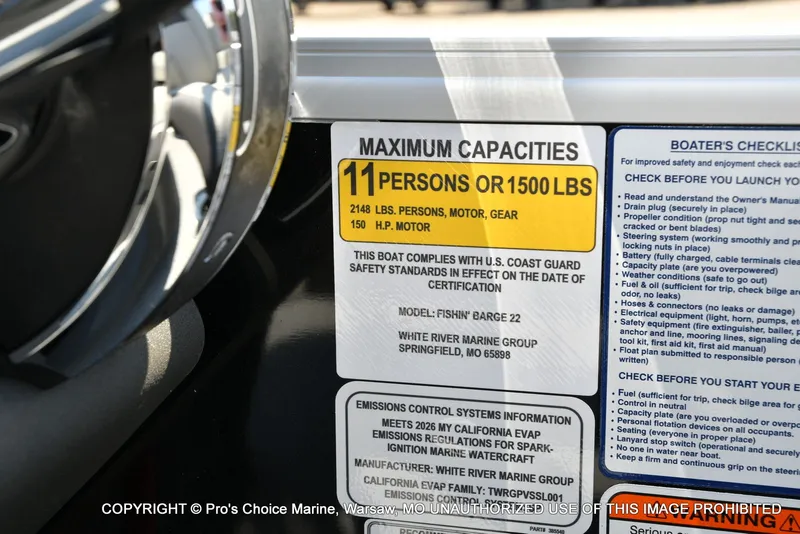 MAXIMUM CAPACITIES
11 PERSONS OR 1500 LBS
2148 LBS. PERSONS, MOTOR, GEAR
150 H.P. MOTOR
THIS BOAT COMPLIES WITH U.S. COAST GUARD
SAFETY STANDARDS IN EFFECT ON THE DATE OF
CERTIFICATION
MODEL: FISHIN' BARGE 22
WHITE RIVER MARINE GROUP
SPRINGFIELD, MO 65898
EMISSIONS CONTROL SYSTEMS INFORMATION
MEETS 2026 MY CALIFORNIA EVAP
EMISSIONS REGULATIONS FOR SPARK-
IGNITION MARINE WATERCRAFT
MANUFACTURER: WHITE RIVER MARINE GROUP
CALIFORNIA EVAP FAMILY: TWRGPVSSL001
EMISSIONS CONTROL
BOATER'S CHECKLIS
For improved safety and enjoyment check eac
CHECK BEFORE YOU LAUNCH YO
• Read and understand the Owner's Manua
• Drain plug (securely in place)
• Propeller condition (prop nut tight and se
cracked or bent blades)
• Steering system (working smoothly and p
locking nuts in place)
• Battery (fully charged, cable terminals clea
• Capacity plate (are you overpowered)
• Weather conditions (safe to go out)
• Fuel & oil (sufficient for trip, check bilge are
odor, no leaks)
• Hoses & connectors (no leaks or damage)
• Electrical equipment (light, horn, pumps, et
• Safety equipment (fire extinguisher, bailer, p
anchor and line, mooring lines, signaling de
tool kit, first aid kit, first aid manual)
• Float plan submitted to responsible person (
written)
CHECK BEFORE YOU START YOUR E
• Fuel (sufficient for trip, check bilge area for
• Control in neutral
• Capacity plate (are you overloaded or overpo
• Personal flotation devices on all occupants.
• Seating (everyone in proper place)
• Lanyard stop switch (operational and securely
• No one in water near boat.
• Keep a firm and continuous grip on the steeri
WARNING
Serious
COPYRIGHT © Pro's Choice Marine, Warsaw, MO UNAUTHORIZED USE OF THIS IMAGE PROHIBITED